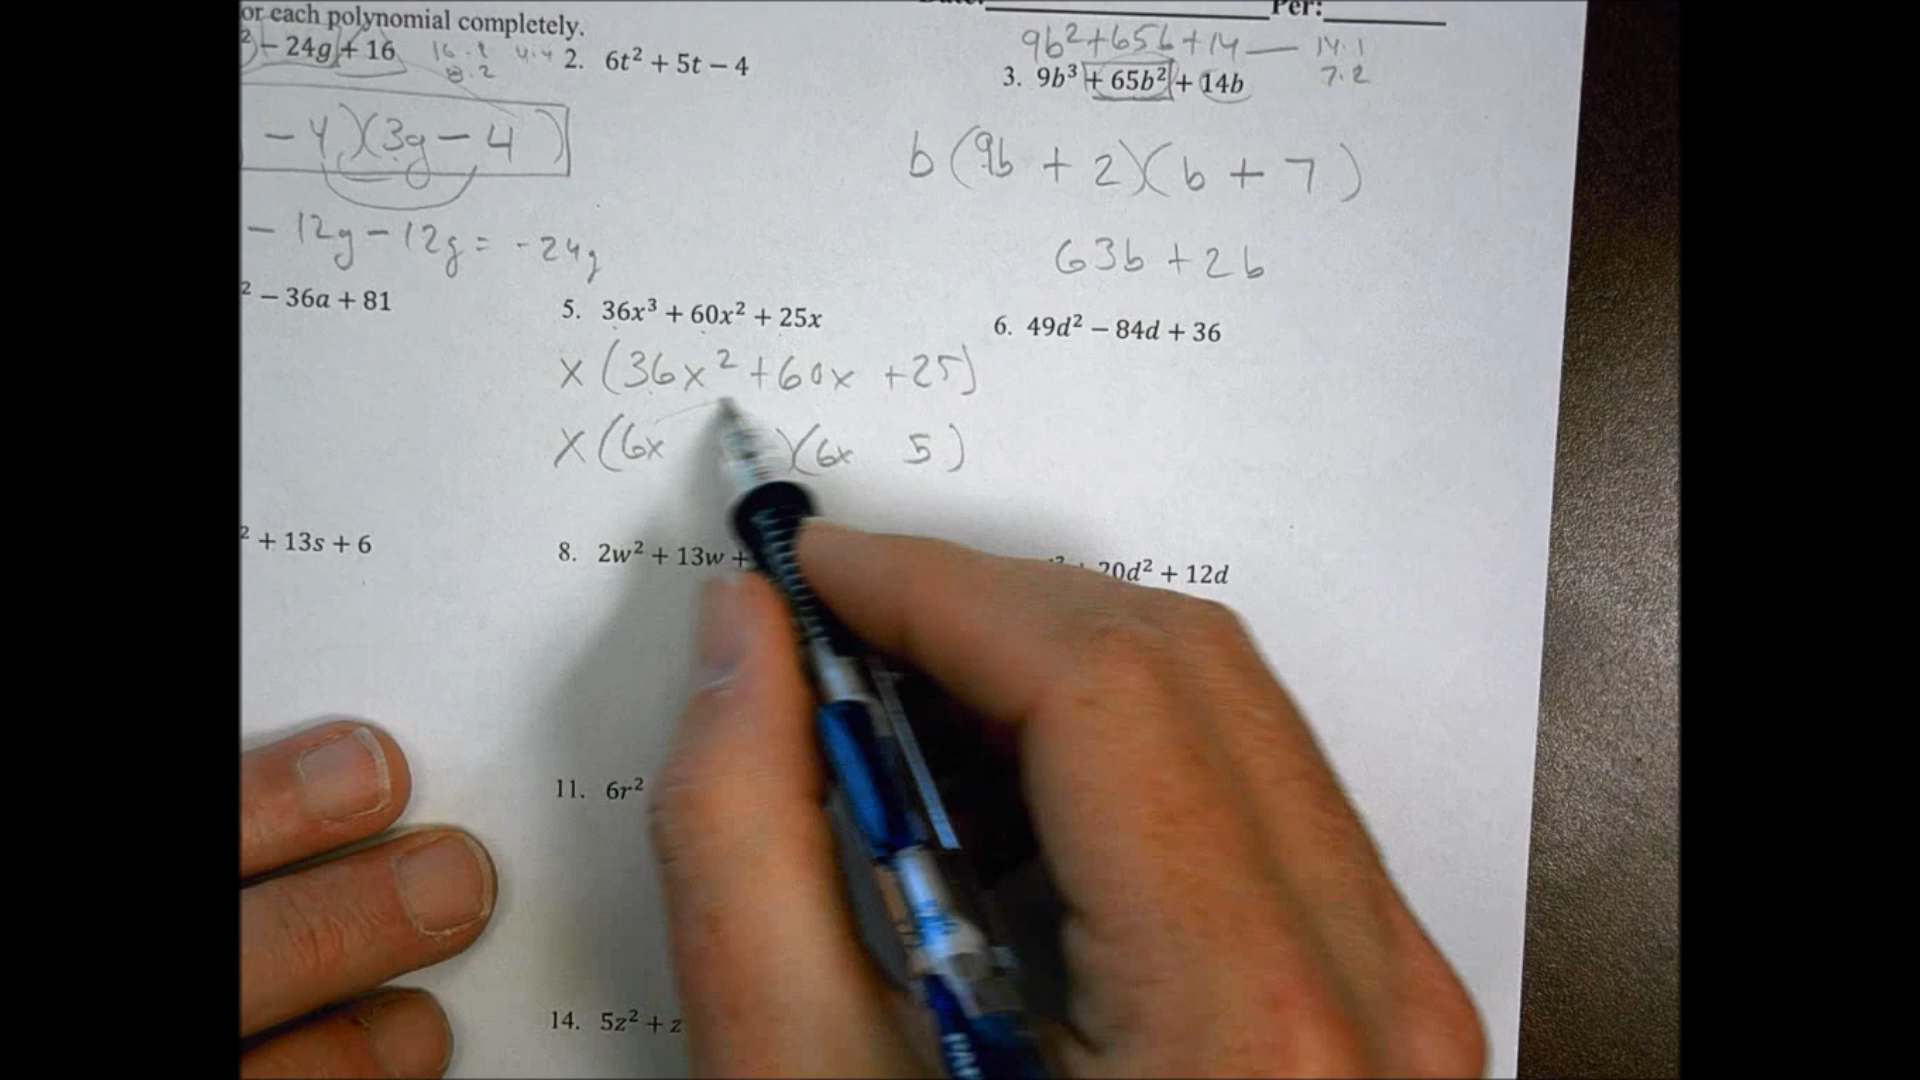 or each polynomial completely. Per:
2 − 24g + 16 16·1 4·4 8·2
2. 6t² + 5t − 4
9b² + 65b + 14 — 14·1
3. 9b³ + 65b² + 14b 7·2
− 4)(3g − 4)
b(9b + 2)(b + 7)
− 12g − 12g = -24g
63b + 2b
2 − 36a + 81
5. 36x³ + 60x² + 25x
6. 49d² − 84d + 36
x(36x² + 60x + 25)
x(6x )(6x 5)
2 + 13s + 6
8. 2w² + 13w +
20d² + 12d
11. 6r²
14. 5z² + z